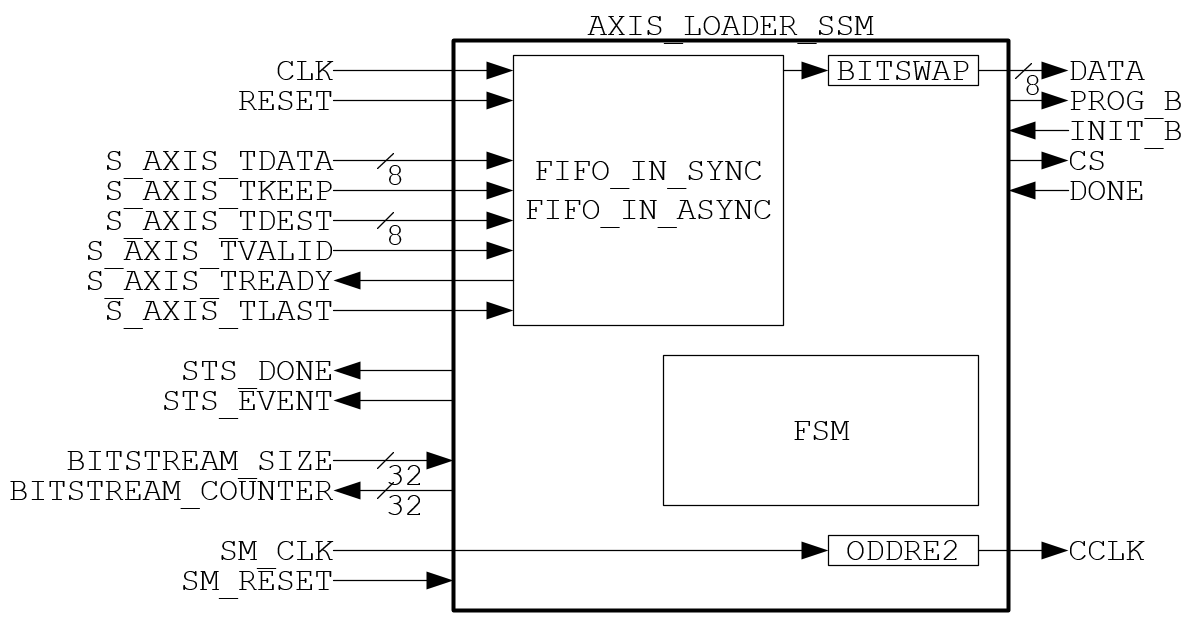 AXIS_LOADER_SSM
CLK
RESET
S_AXIS_TDATA
8
S_AXIS_TKEEP
S_AXIS_TDEST
8
S_AXIS_TVALID
S_AXIS_TREADY
S_AXIS_TLAST
STS_DONE
STS_EVENT
BITSTREAM_SIZE
32
BITSTREAM_COUNTER
32
SM_CLK
SM_RESET
FIFO_IN_SYNC
FIFO_IN_ASYNC
BITSWAP
FSM
ODDRE2
DATA
8
PROG_B
INIT_B
CS
DONE
CCLK